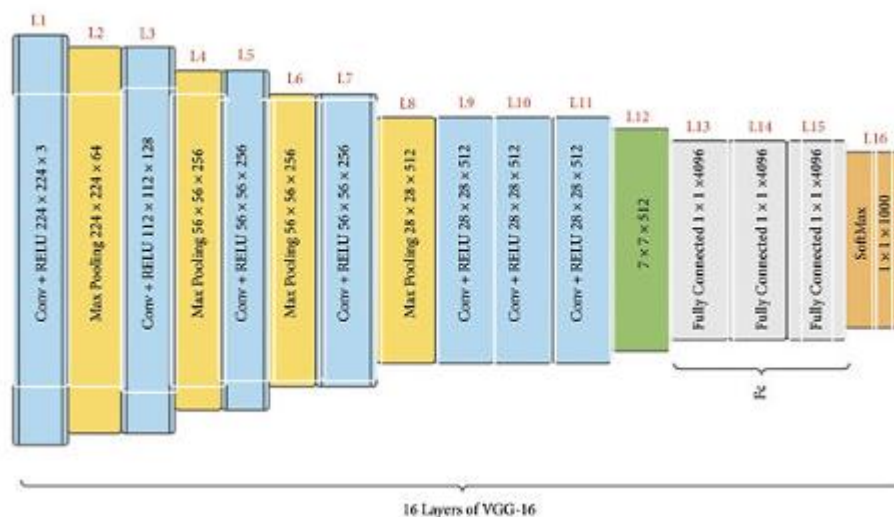 L1
L2
L3
L4
L5
L6
L7
L8
L9
L10
L11
L12
L13
L14
L15
L16
Conv + RELU 224 × 224 × 3
Max Pooling 224 × 224 × 64
Conv + RELU 112 × 112 × 128
Max Pooling 56 × 56 × 256
Conv + RELU 56 × 56 × 256
Max Pooling 56 × 56 × 256
Conv + RELU 56 × 56 × 256
Max Pooling 28 × 28 × 512
Conv + RELU 28 × 28 × 512
Conv + RELU 28 × 28 × 512
Conv + RELU 28 × 28 × 512
7 × 7 × 512
Fully Connected 1 × 1 ×4096
Fully Connected 1 × 1 ×4096
Fully Connected 1 × 1 ×4096
SoftMax
1 × 1 × 1000
Fc
16 Layers of VGG-16